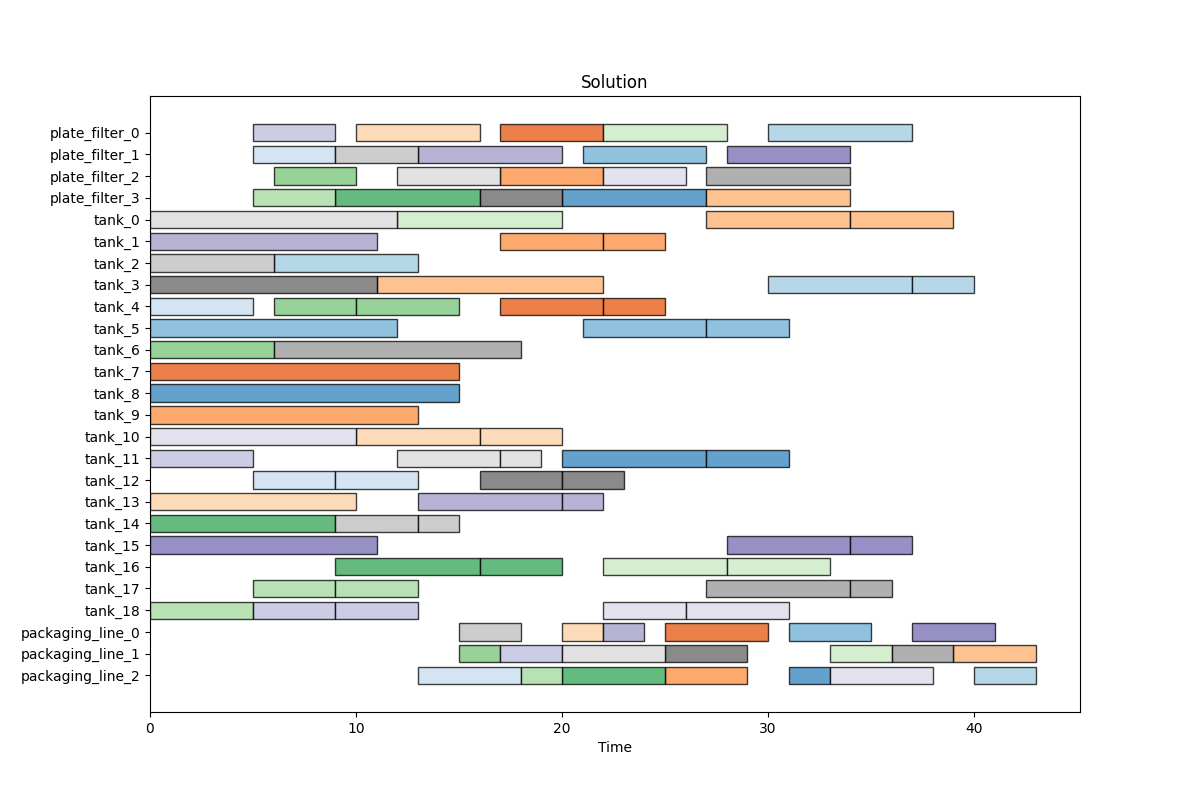 Solution
plate_filter_0
plate_filter_1
plate_filter_2
plate_filter_3
tank_0
tank_1
tank_2
tank_3
tank_4
tank_5
tank_6
tank_7
tank_8
tank_9
tank_10
tank_11
tank_12
tank_13
tank_14
tank_15
tank_16
tank_17
tank_18
packaging_line_0
packaging_line_1
packaging_line_2
0 10 20 30 40
Time